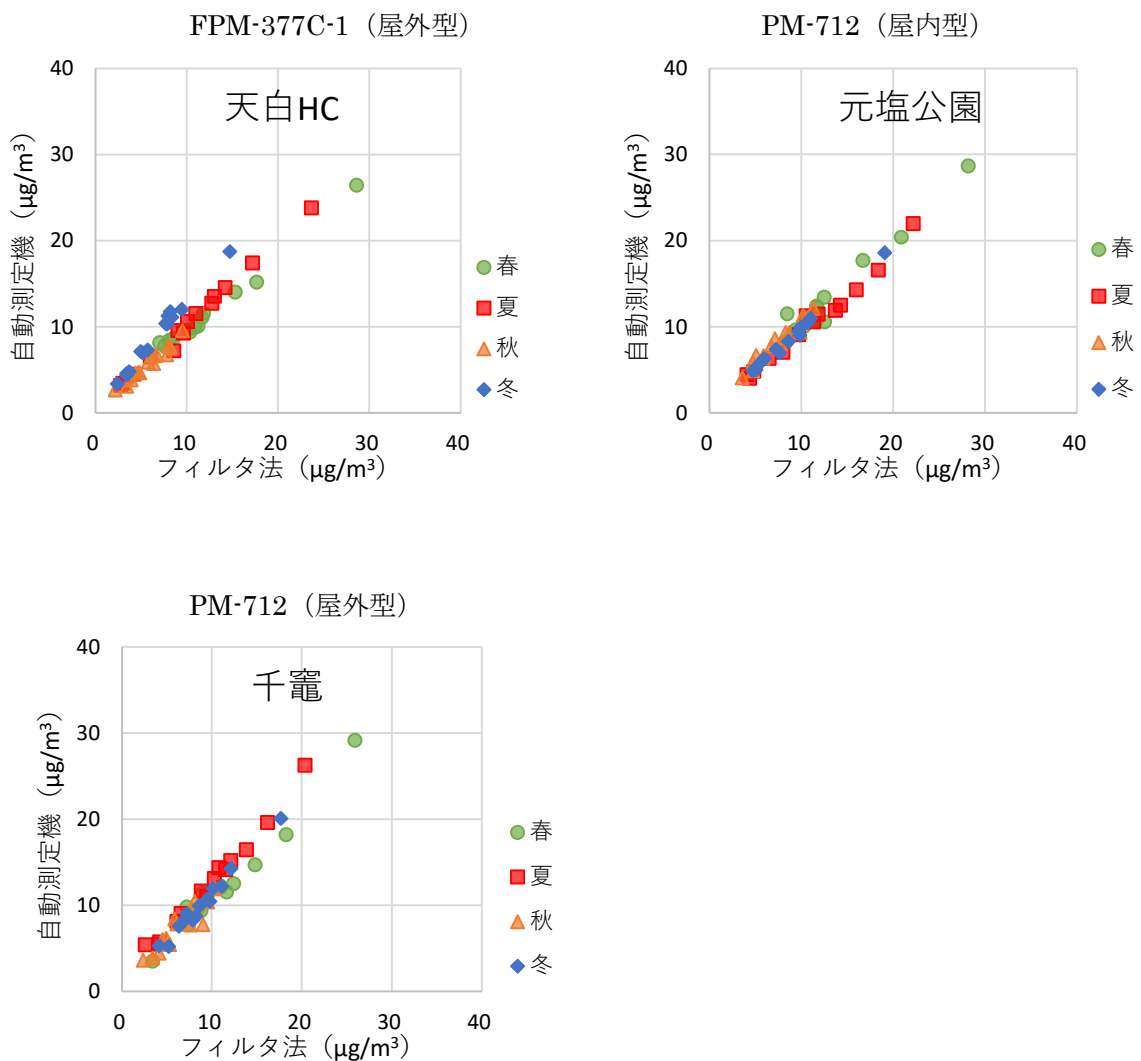 FPM-377C-1（屋外型）
天白HC
自動測定機（μg/m³）
40
30
20
10
0
0 10 20 30 40
フィルタ法（μg/m³）
春
夏
秋
冬
PM-712（屋内型）
元塩公園
自動測定機（μg/m³）
40
30
20
10
0
0 10 20 30 40
フィルタ法（μg/m³）
春
夏
秋
冬
PM-712（屋外型）
千竈
自動測定機（μg/m³）
40
30
20
10
0
0 10 20 30 40
フィルタ法（μg/m³）
春
夏
秋
冬